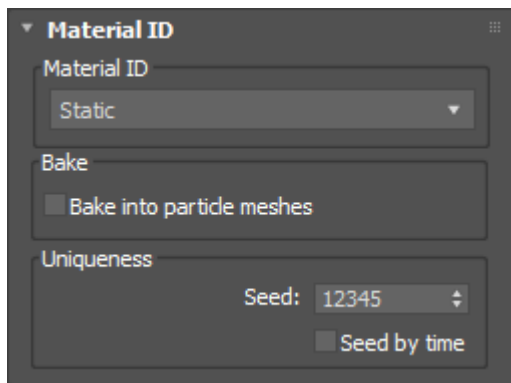 Material ID
Material ID
Static
Bake
Bake into particle meshes
Uniqueness
Seed: 12345
Seed by time